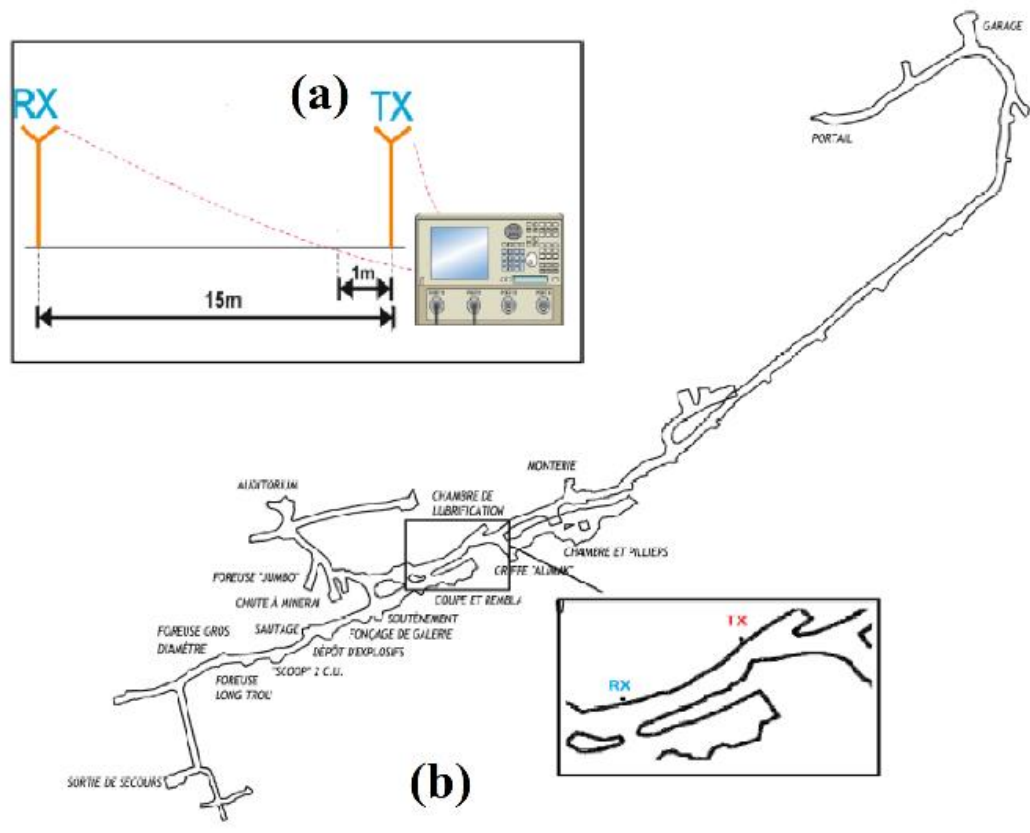 (a)
RX
TX
1m
15m
GARAGE
PORTAIL
MONTERIE
AUDITORIUM
CHAMBRE DE
LUBRIFICATION
CHAMBRE ET PILLIERS
GRIFFE "ALIMAK"
FOREUSE "JUMBO"
CHUTE À MINERAI
COUPE ET REMBLA
SOUTÉNEMENT
SAUTAGE
FONÇAGE DE GALERIE
FOREUSE GROS
DIAMÈTRE
DÉPÔT D'EXPLOSIFS
"SCOOP" 2 C.U.
FOREUSE
LONG TROU
TX
RX
SORTIE DE SECOURS
(b)